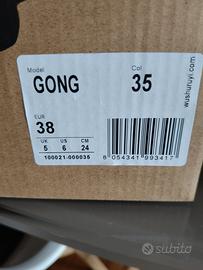 Model
Col
GONG
35
EUR
38
UK
US
CM
5
6
24
100021-000035
8 054341 993417
wushuruyi.com
subito